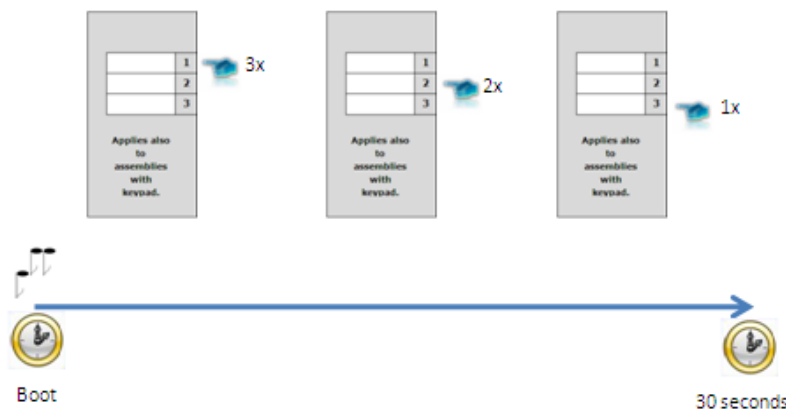 1
2
3
3x
Applies also
to
assemblies
with
keypad.
1
2
3
2x
Applies also
to
assemblies
with
keypad.
1
2
3
1x
Applies also
to
assemblies
with
keypad.
Boot
30 seconds